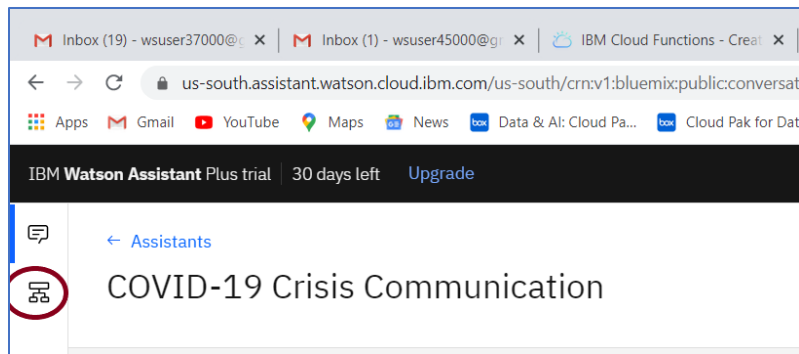 Inbox (19) - wsuser37000@g
Inbox (1) - wsuser45000@gr
IBM Cloud Functions - Creat
us-south.assistant.watson.cloud.ibm.com/us-south/crn:v1:bluemix:public:conversat
Apps Gmail YouTube Maps News Data & AI: Cloud Pa... Cloud Pak for Dat
IBM Watson Assistant Plus trial 30 days left Upgrade
← Assistants
COVID-19 Crisis Communication